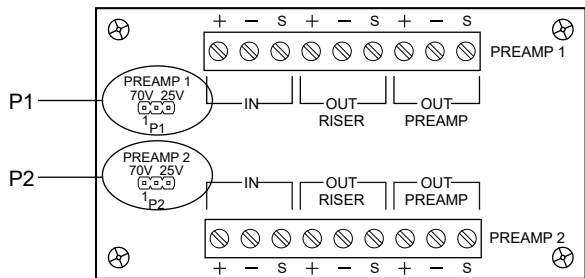 + − S + − S + − S
PREAMP 1
PREAMP 1
70V 25V
1
P1
P1
IN
OUT
RISER
OUT
PREAMP
PREAMP 2
70V 25V
1
P2
P2
IN
OUT
RISER
OUT
PREAMP
PREAMP 2
+ − S + − S + − S